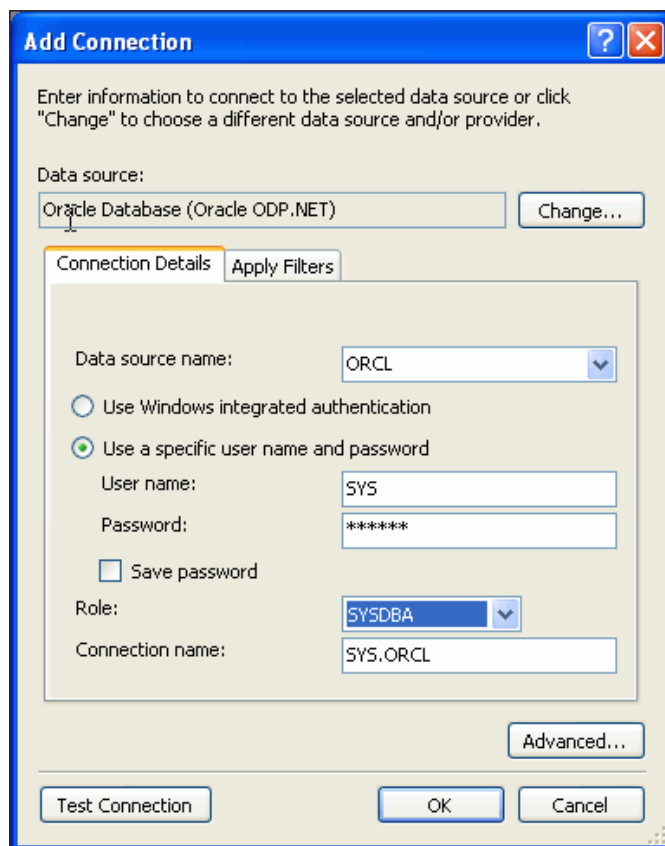 Add Connection
Enter information to connect to the selected data source or click
"Change" to choose a different data source and/or provider.
Data source:
Oracle Database (Oracle ODP.NET)
Change...
Connection Details
Apply Filters
Data source name:
ORCL
Use Windows integrated authentication
Use a specific user name and password
User name:
SYS
Password:
******
Save password
Role:
SYSDBA
Connection name:
SYS.ORCL
Advanced...
Test Connection
OK
Cancel